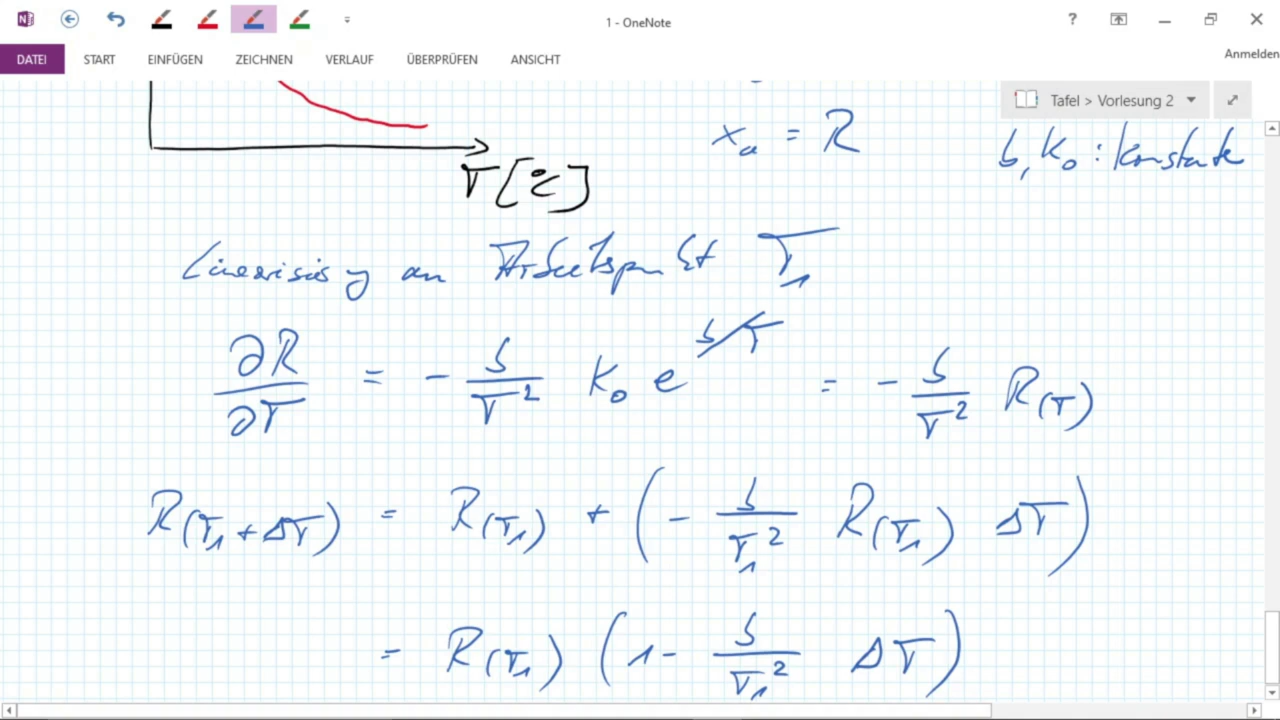 1 - OneNote
?
Anmelden
DATEI START EINFÜGEN ZEICHNEN VERLAUF ÜBERPRÜFEN ANSICHT
Tafel > Vorlesung 2
x_a = R
b, K_0 : Konstante
T [°C]
Linearisierung an Arbeitspunkt T_1
∂R/∂T = - b/T² K_0 e^(b/T) = - b/T² R(T)
R(T_1 + ΔT) = R(T_1) + (- b/T_1² R(T_1) ΔT)
= R(T_1) (1 - b/T_1² ΔT)